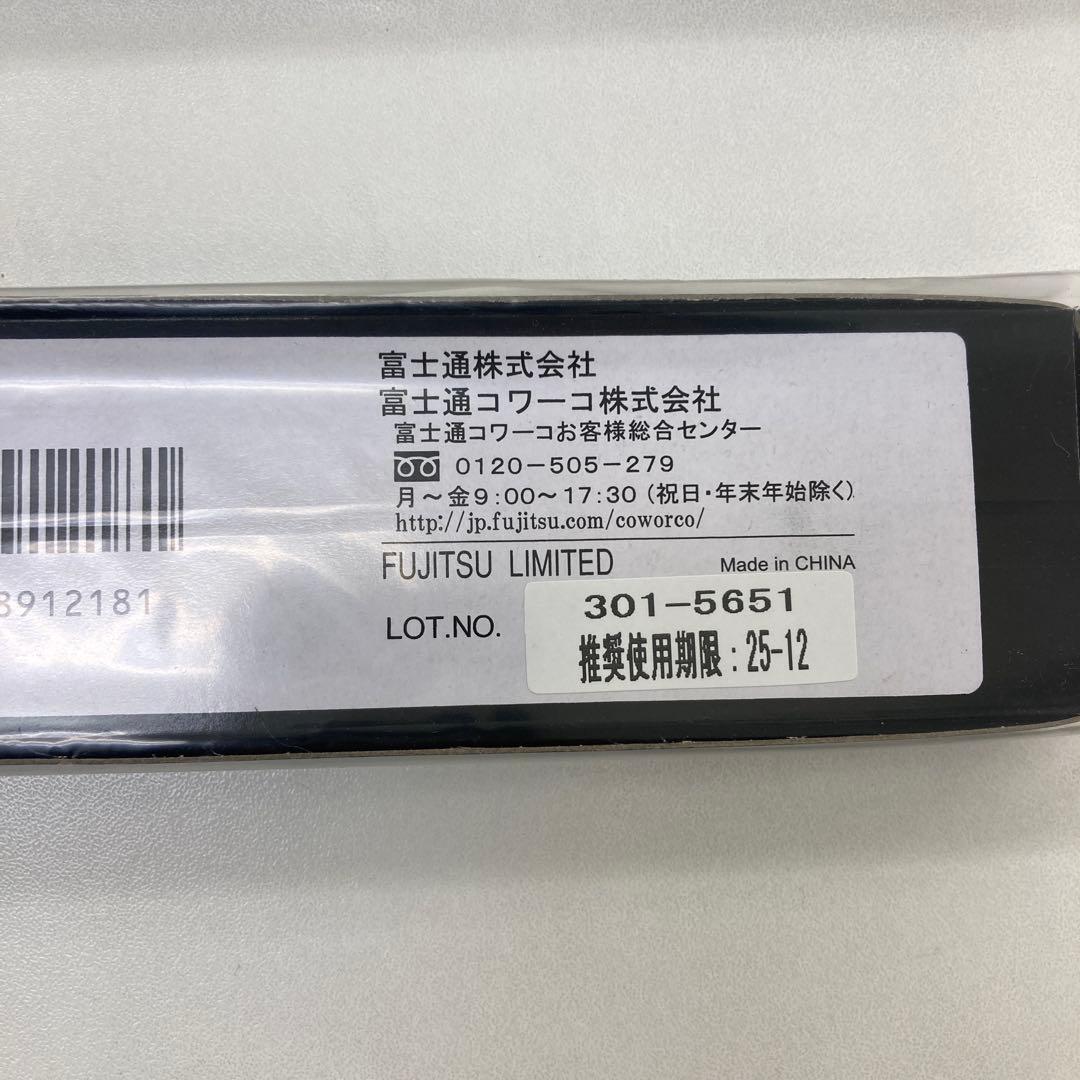 富士通株式会社
富士通コワーコ株式会社
富士通コワーコお客様総合センター
0120-505-279
月～金9:00～17:30(祝日・年末年始除く)
http://jp.fujitsu.com/coworco/
FUJITSU LIMITED
Made in CHINA
8912181
LOT.NO.
301-5651
推奨使用期限:25-12